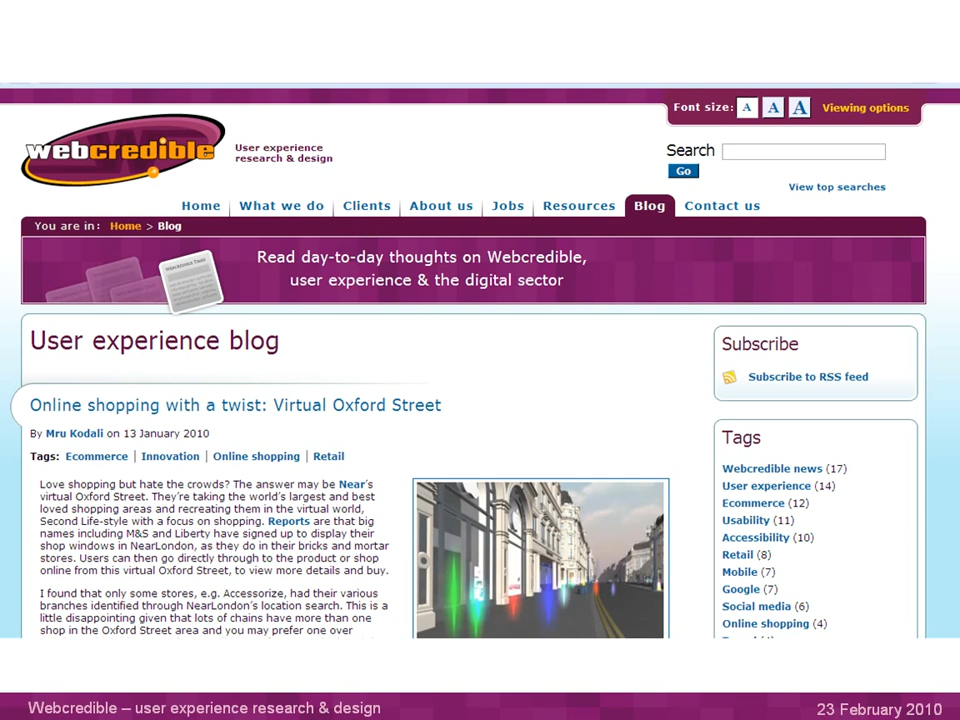 Font size: A A A Viewing options
webcredible
User experience
research & design
Search
Go
View top searches
Home What we do Clients About us Jobs Resources Blog Contact us
You are in: Home > Blog
Read day-to-day thoughts on Webcredible,
user experience & the digital sector
User experience blog
Online shopping with a twist: Virtual Oxford Street
By Mru Kodali on 13 January 2010
Tags: Ecommerce | Innovation | Online shopping | Retail
Love shopping but hate the crowds? The answer may be Near's
virtual Oxford Street. They're taking the world's largest and best
loved shopping areas and recreating them in the virtual world,
Second Life-style with a focus on shopping. Reports are that big
names including M&S and Liberty have signed up to display their
shop windows in NearLondon, as they do in their bricks and mortar
stores. Users can then go directly through to the product or shop
online from this virtual Oxford Street, to view more details and buy.
I found that only some stores, e.g. Accessorize, had their various
branches identified through NearLondon's location search. This is a
little disappointing given that lots of chains have more than one
shop in the Oxford Street area and you may prefer one over
Subscribe
Subscribe to RSS feed
Tags
Webcredible news (17)
User experience (14)
Ecommerce (12)
Usability (11)
Accessibility (10)
Retail (8)
Mobile (7)
Google (7)
Social media (6)
Online shopping (4)
Webcredible – user experience research & design
23 February 2010